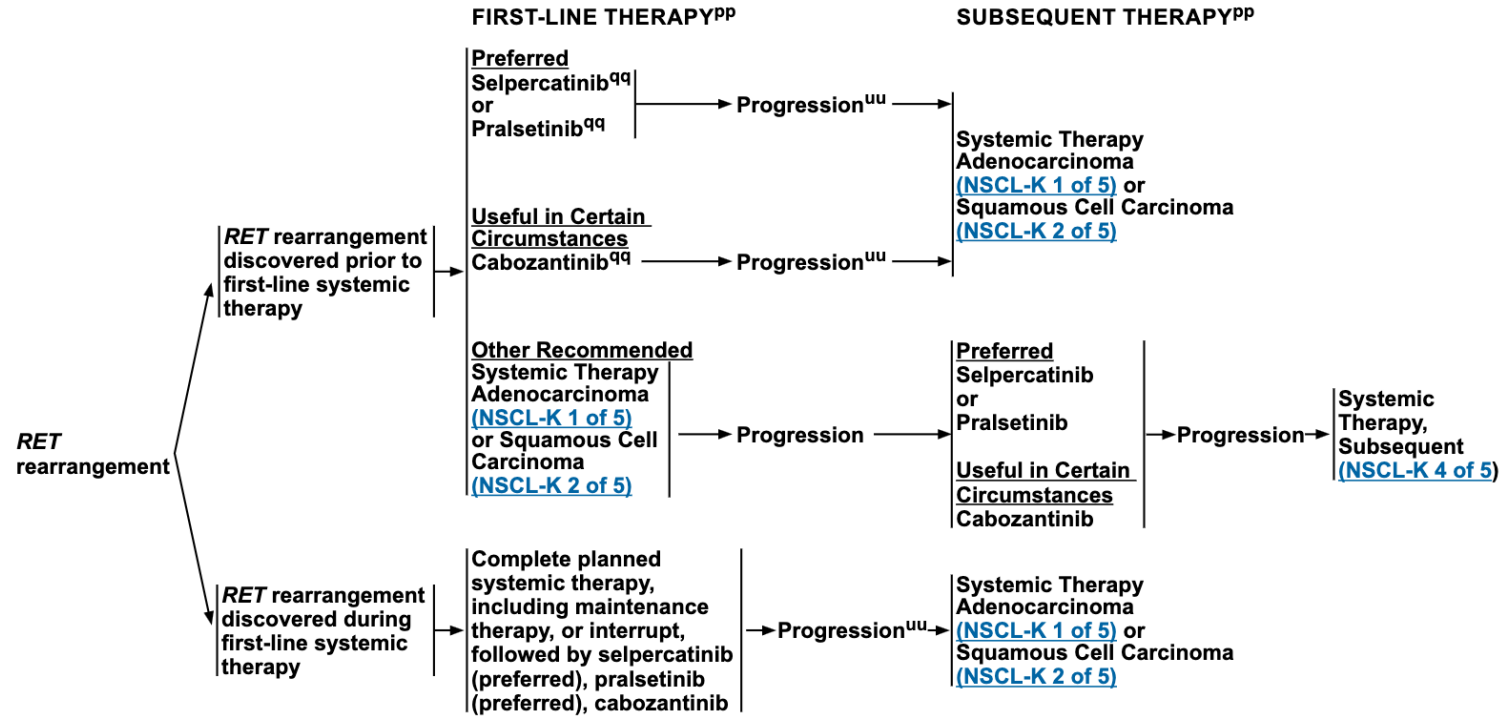 FIRST-LINE THERAPYpp
SUBSEQUENT THERAPYpp
RET
rearrangement
RET rearrangement
discovered prior to
first-line systemic
therapy
Preferred
Selpercatinibqq
or
Pralsetinibqq
Progressionuu
Useful in Certain
Circumstances
Cabozantinibqq
Progressionuu
Systemic Therapy
Adenocarcinoma
(NSCL-K 1 of 5) or
Squamous Cell Carcinoma
(NSCL-K 2 of 5)
Other Recommended
Systemic Therapy
Adenocarcinoma
(NSCL-K 1 of 5)
or Squamous Cell
Carcinoma
(NSCL-K 2 of 5)
Progression
Preferred
Selpercatinib
or
Pralsetinib
Useful in Certain
Circumstances
Cabozantinib
Progression
Systemic
Therapy,
Subsequent
(NSCL-K 4 of 5)
RET rearrangement
discovered during
first-line systemic
therapy
Complete planned
systemic therapy,
including maintenance
therapy, or interrupt,
followed by selpercatinib
(preferred), pralsetinib
(preferred), cabozantinib
Progressionuu
Systemic Therapy
Adenocarcinoma
(NSCL-K 1 of 5) or
Squamous Cell Carcinoma
(NSCL-K 2 of 5)